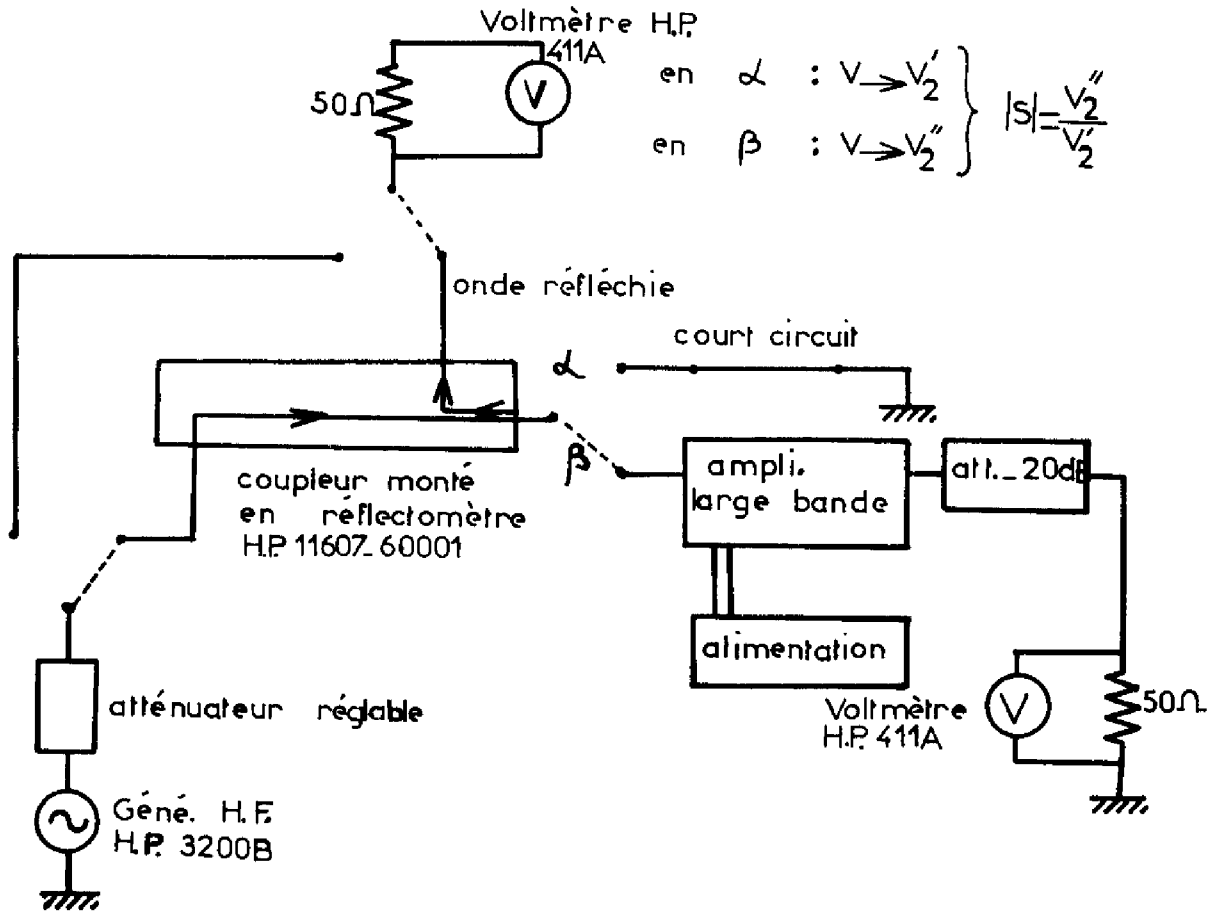 Voltmètre H.P.
411A
en α : V → V₂'
en β : V → V₂''
|S| = V₂''/V₂'
50Ω
V
onde réfléchie
court circuit
α
β
coupleur monté
en réflectomètre
H.P. 11607_60001
ampli.
large bande
att._20dB
alimentation
atténuateur réglable
Voltmètre
H.P. 411A
V
50Ω
Géné. H.F.
H.P. 3200B